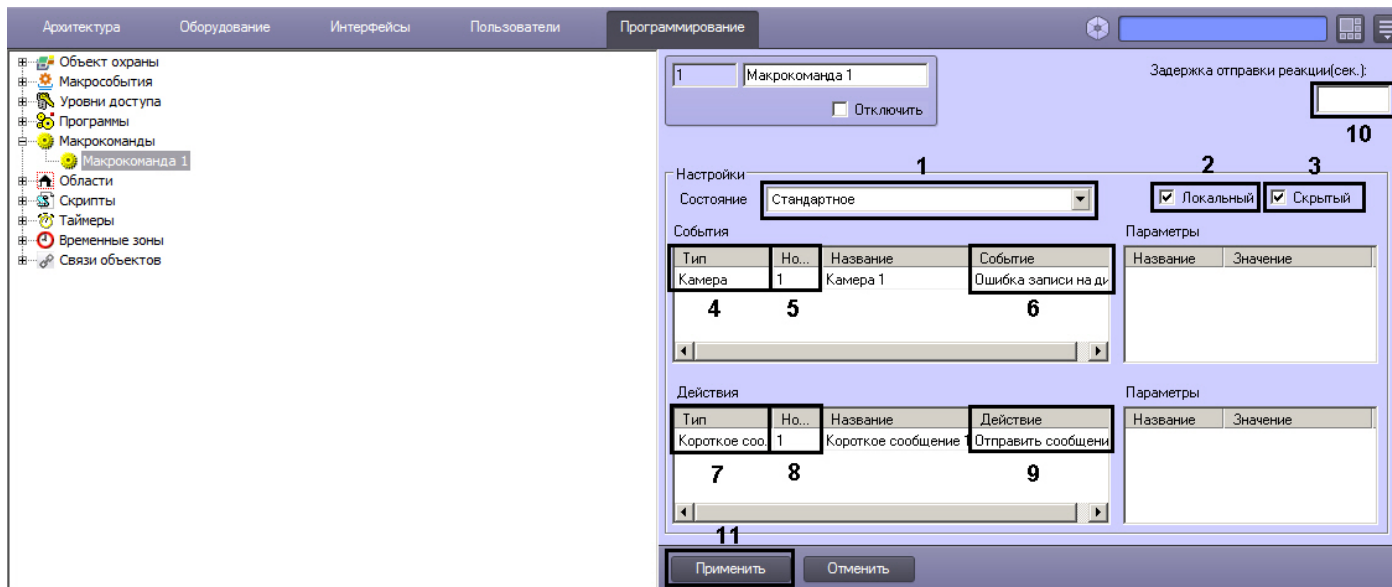 Архитектура Оборудование Интерфейсы Пользователи Программирование
Объект охраны
Макрособытия
Уровни доступа
Программы
Макрокоманды
Макрокоманда 1
Области
Скрипты
Таймеры
Временные зоны
Связи объектов
1 Макрокоманда 1
Отключить
Задержка отправки реакции(сек.):
10
1 2 3
Настройки
Состояние Стандартное Локальный Скрытый
События Параметры
Тип Но... Название Событие Название Значение
Камера 1 Камера 1 Ошибка записи на ди
4 5 6
Действия Параметры
Тип Но... Название Действие Название Значение
Короткое соо. 1 Короткое сообщение 1 Отправить сообщени
7 8 9
11
Применить Отменить